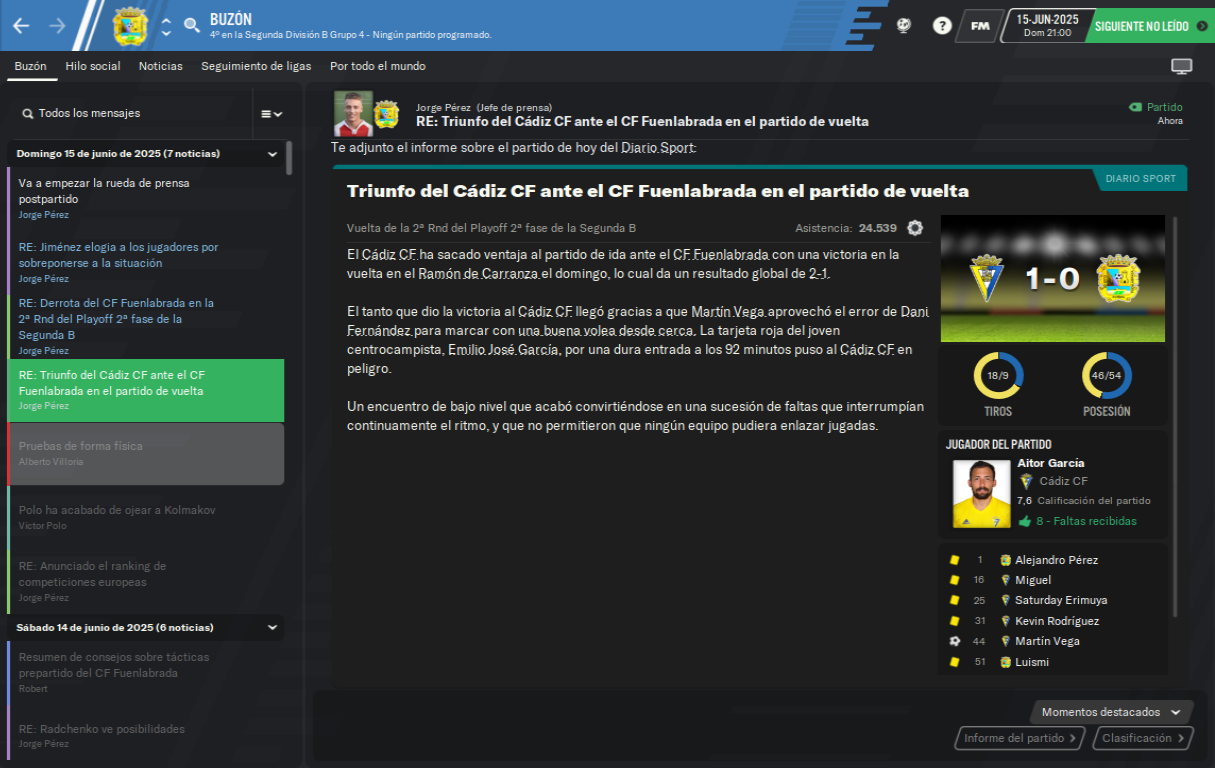 BUZÓN
4º en la Segunda División B Grupo 4 - Ningún partido programado.
FM
15-JUN-2025
Dom 21:00
SIGUIENTE NO LEÍDO
Buzón
Hilo social
Noticias
Seguimiento de ligas
Por todo el mundo
Todos los mensajes
Domingo 15 de junio de 2025 (7 noticias)
Va a empezar la rueda de prensa
postpartido
Jorge Pérez
RE: Jiménez elogia a los jugadores por
sobreponerse a la situación
Jorge Pérez
RE: Derrota del CF Fuenlabrada en la
2ª Rnd del Playoff 2ª fase de la
Segunda B
Jorge Pérez
RE: Triunfo del Cádiz CF ante el CF
Fuenlabrada en el partido de vuelta
Jorge Pérez
Pruebas de forma física
Alberto Villoria
Polo ha acabado de ojear a Kolmakov
Víctor Polo
RE: Anunciado el ranking de
competiciones europeas
Jorge Pérez
Sábado 14 de junio de 2025 (6 noticias)
Resumen de consejos sobre tácticas
prepartido del CF Fuenlabrada
Robert
RE: Radchenko ve posibilidades
Jorge Pérez
Jorge Pérez (Jefe de prensa)
RE: Triunfo del Cádiz CF ante el CF Fuenlabrada en el partido de vuelta
Partido
Ahora
Te adjunto el informe sobre el partido de hoy del Diario Sport:
DIARIO SPORT
Triunfo del Cádiz CF ante el CF Fuenlabrada en el partido de vuelta
Vuelta de la 2ª Rnd del Playoff 2ª fase de la Segunda B
Asistencia: 24.539
El Cádiz CF ha sacado ventaja al partido de ida ante el CF Fuenlabrada con una victoria en la
vuelta en el Ramón de Carranza el domingo, lo cual da un resultado global de 2-1.
El tanto que dio la victoria al Cádiz CF llegó gracias a que Martín Vega aprovechó el error de Dani
Fernández para marcar con una buena volea desde cerca. La tarjeta roja del joven
centrocampista, Emilio José García, por una dura entrada a los 92 minutos puso al Cádiz CF en
peligro.
Un encuentro de bajo nivel que acabó convirtiéndose en una sucesión de faltas que interrumpían
continuamente el ritmo, y que no permitieron que ningún equipo pudiera enlazar jugadas.
1-0
18/9
TIROS
46/54
POSESIÓN
JUGADOR DEL PARTIDO
Aitor García
Cádiz CF
7,6 Calificación del partido
8 - Faltas recibidas
1 Alejandro Pérez
16 Miguel
25 Saturday Erimuya
31 Kevin Rodríguez
44 Martín Vega
51 Luismi
Momentos destacados
Informe del partido
Clasificación